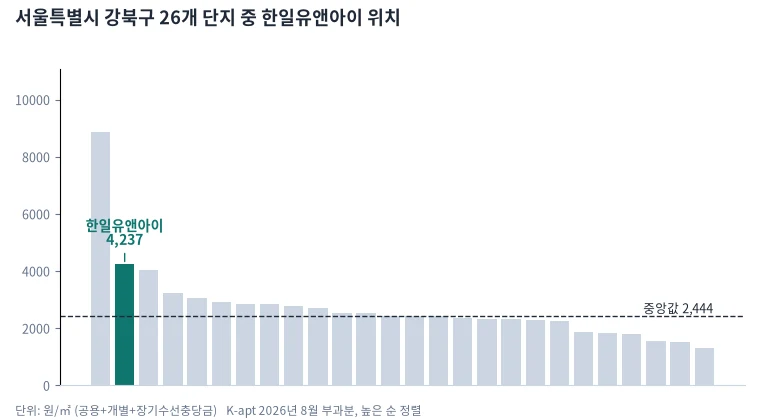 서울특별시 강북구 26개 단지 중 한일유앤아이 위치
10000
8000
6000
4000
2000
0
한일유앤아이
4,237
중앙값 2,444
단위: 원/㎡ (공용+개별+장기수선충당금) K-apt 2026년 8월 부과분, 높은 순 정렬